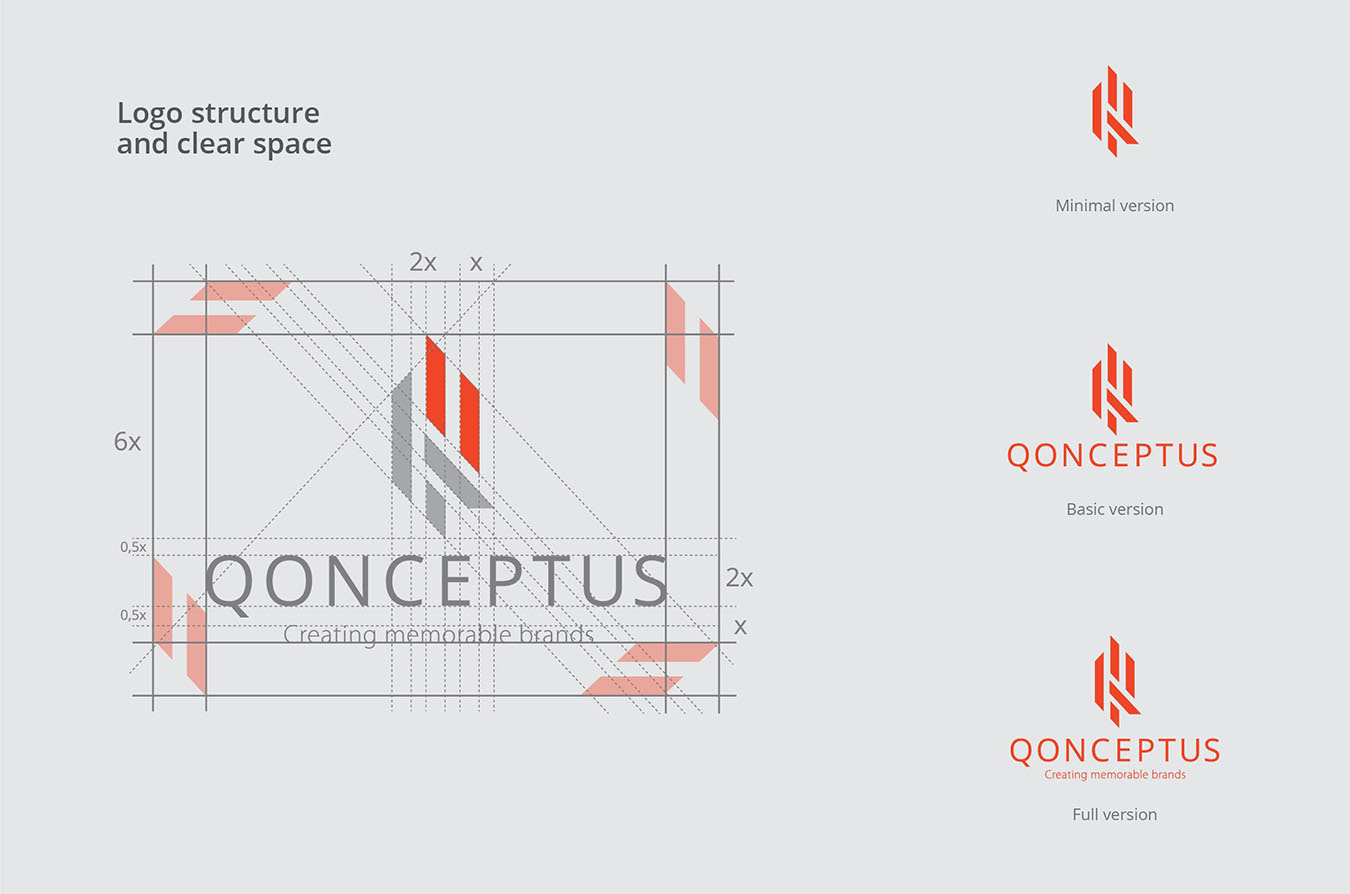 Logo structure
and clear space
2x
x
6x
0,5x
0,5x
2x
x
QONCEPTUS
Creating memorable brands
Minimal version
QONCEPTUS
Basic version
QONCEPTUS
Creating memorable brands
Full version